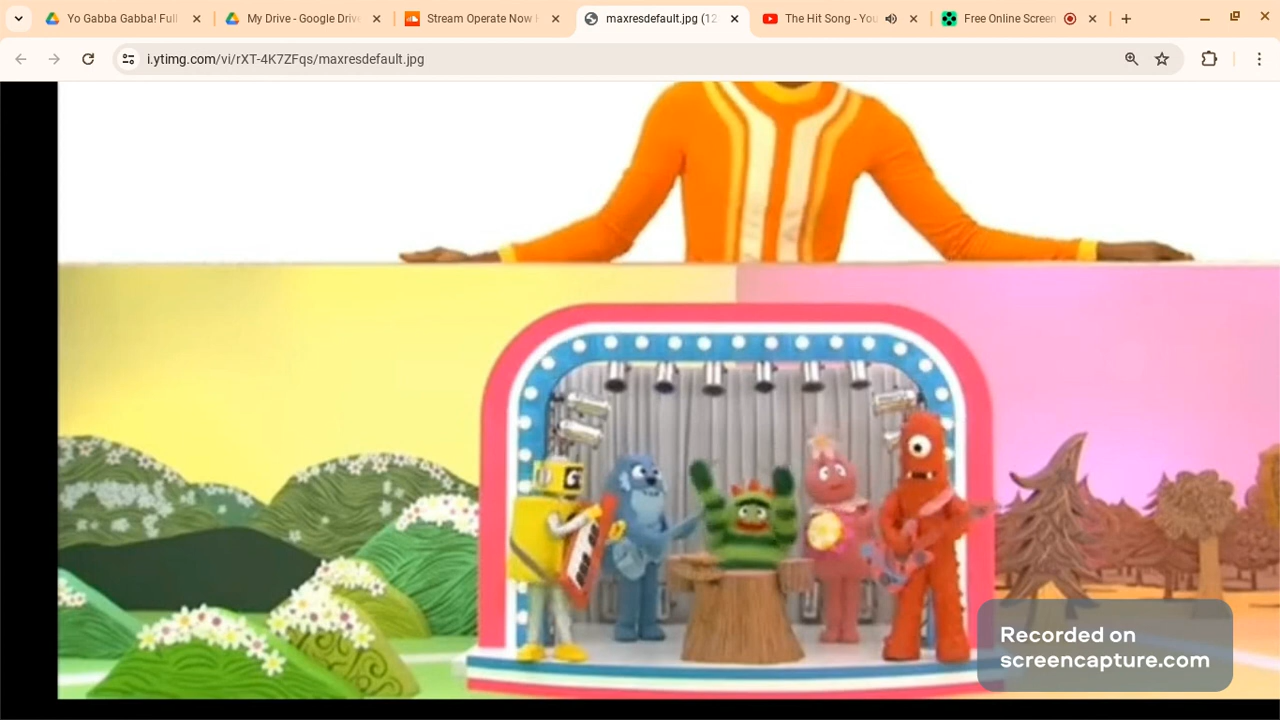 Yo Gabba Gabba! Full
My Drive - Google Drive
Stream Operate Now
maxresdefault.jpg (12
The Hit Song - You
Free Online Screen
i.ytimg.com/vi/rXT-4K7ZFqs/maxresdefault.jpg
Recorded on
screencapture.com